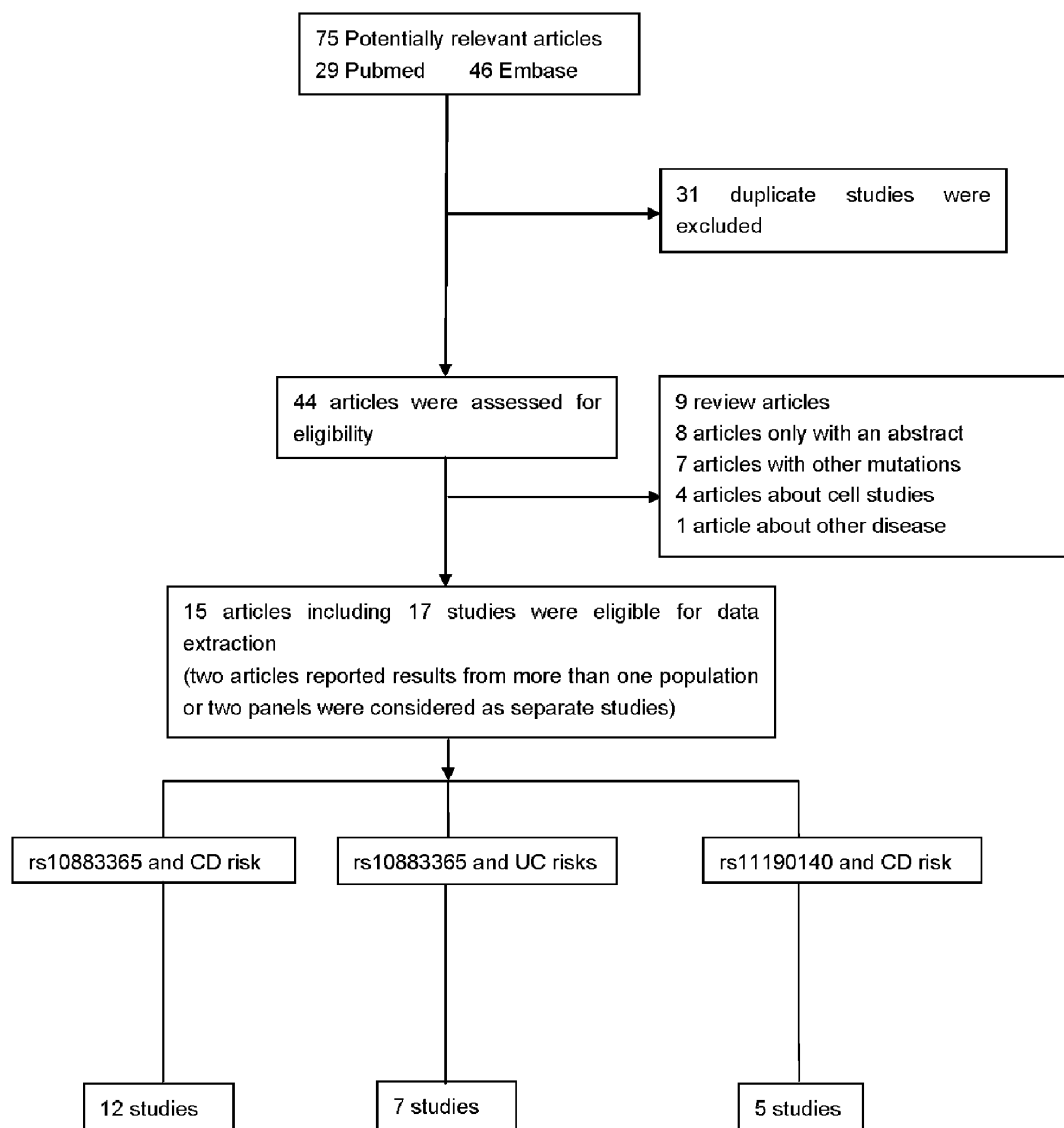 75 Potentially relevant articles
29 Pubmed 46 Embase
31 duplicate studies were
excluded
44 articles were assessed for
eligibility
9 review articles
8 articles only with an abstract
7 articles with other mutations
4 articles about cell studies
1 article about other disease
15 articles including 17 studies were eligible for data
extraction
(two articles reported results from more than one population
or two panels were considered as separate studies)
rs10883365 and CD risk
rs10883365 and UC risks
rs11190140 and CD risk
12 studies
7 studies
5 studies